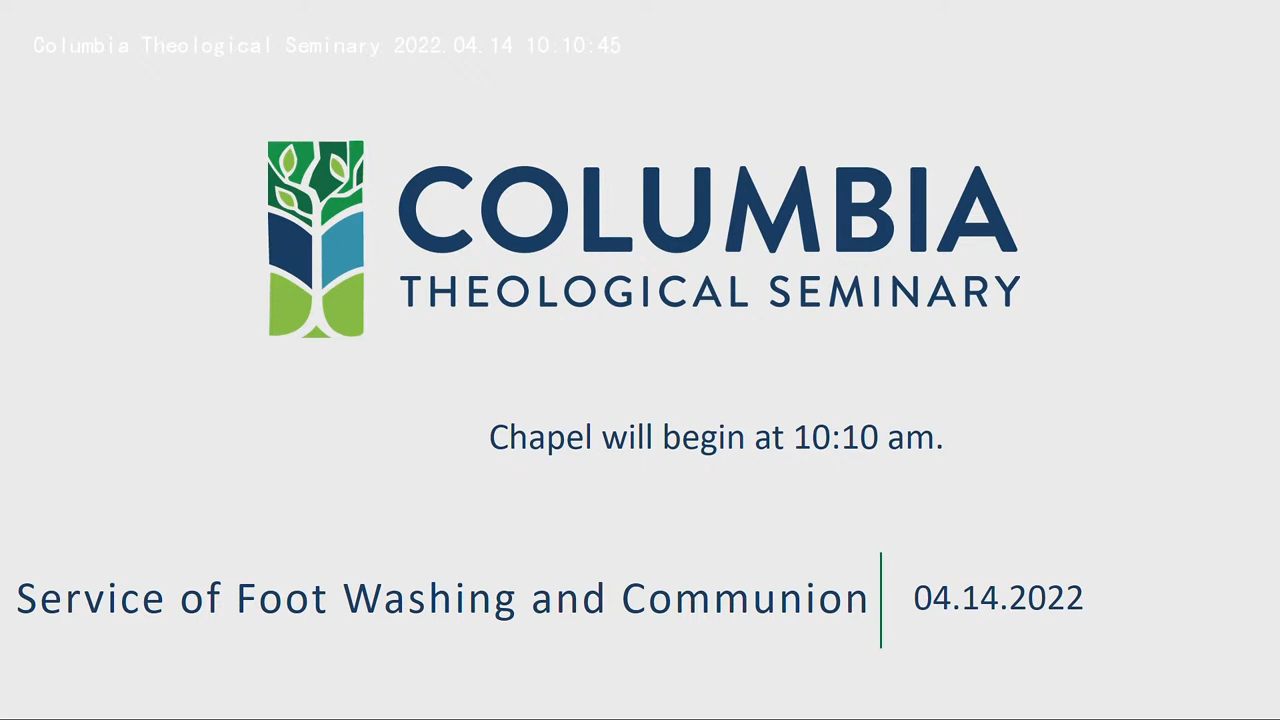 Columbia Theological Seminary 2022.04.14 10:10:45
COLUMBIA
THEOLOGICAL SEMINARY
Chapel will begin at 10:10 am.
Service of Foot Washing and Communion
04.14.2022